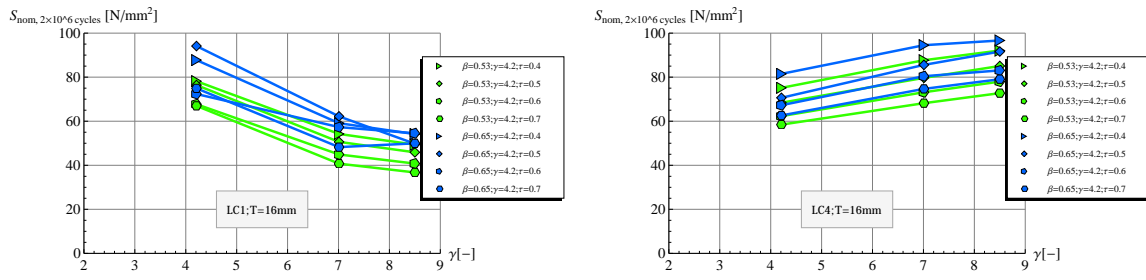 S_nom, 2×10^6 cycles [N/mm²]
100
80
60
40
20
0
2 3 4 5 6 7 8 9
γ[-]
β=0.53;γ=4.2;τ=0.4
β=0.53;γ=4.2;τ=0.5
β=0.53;γ=4.2;τ=0.6
β=0.53;γ=4.2;τ=0.7
β=0.65;γ=4.2;τ=0.4
β=0.65;γ=4.2;τ=0.5
β=0.65;γ=4.2;τ=0.6
β=0.65;γ=4.2;τ=0.7
LC1;T=16mm
S_nom, 2×10^6 cycles [N/mm²]
100
80
60
40
20
0
2 3 4 5 6 7 8 9
γ[-]
β=0.53;γ=4.2;τ=0.4
β=0.53;γ=4.2;τ=0.5
β=0.53;γ=4.2;τ=0.6
β=0.53;γ=4.2;τ=0.7
β=0.65;γ=4.2;τ=0.4
β=0.65;γ=4.2;τ=0.5
β=0.65;γ=4.2;τ=0.6
β=0.65;γ=4.2;τ=0.7
LC4;T=16mm